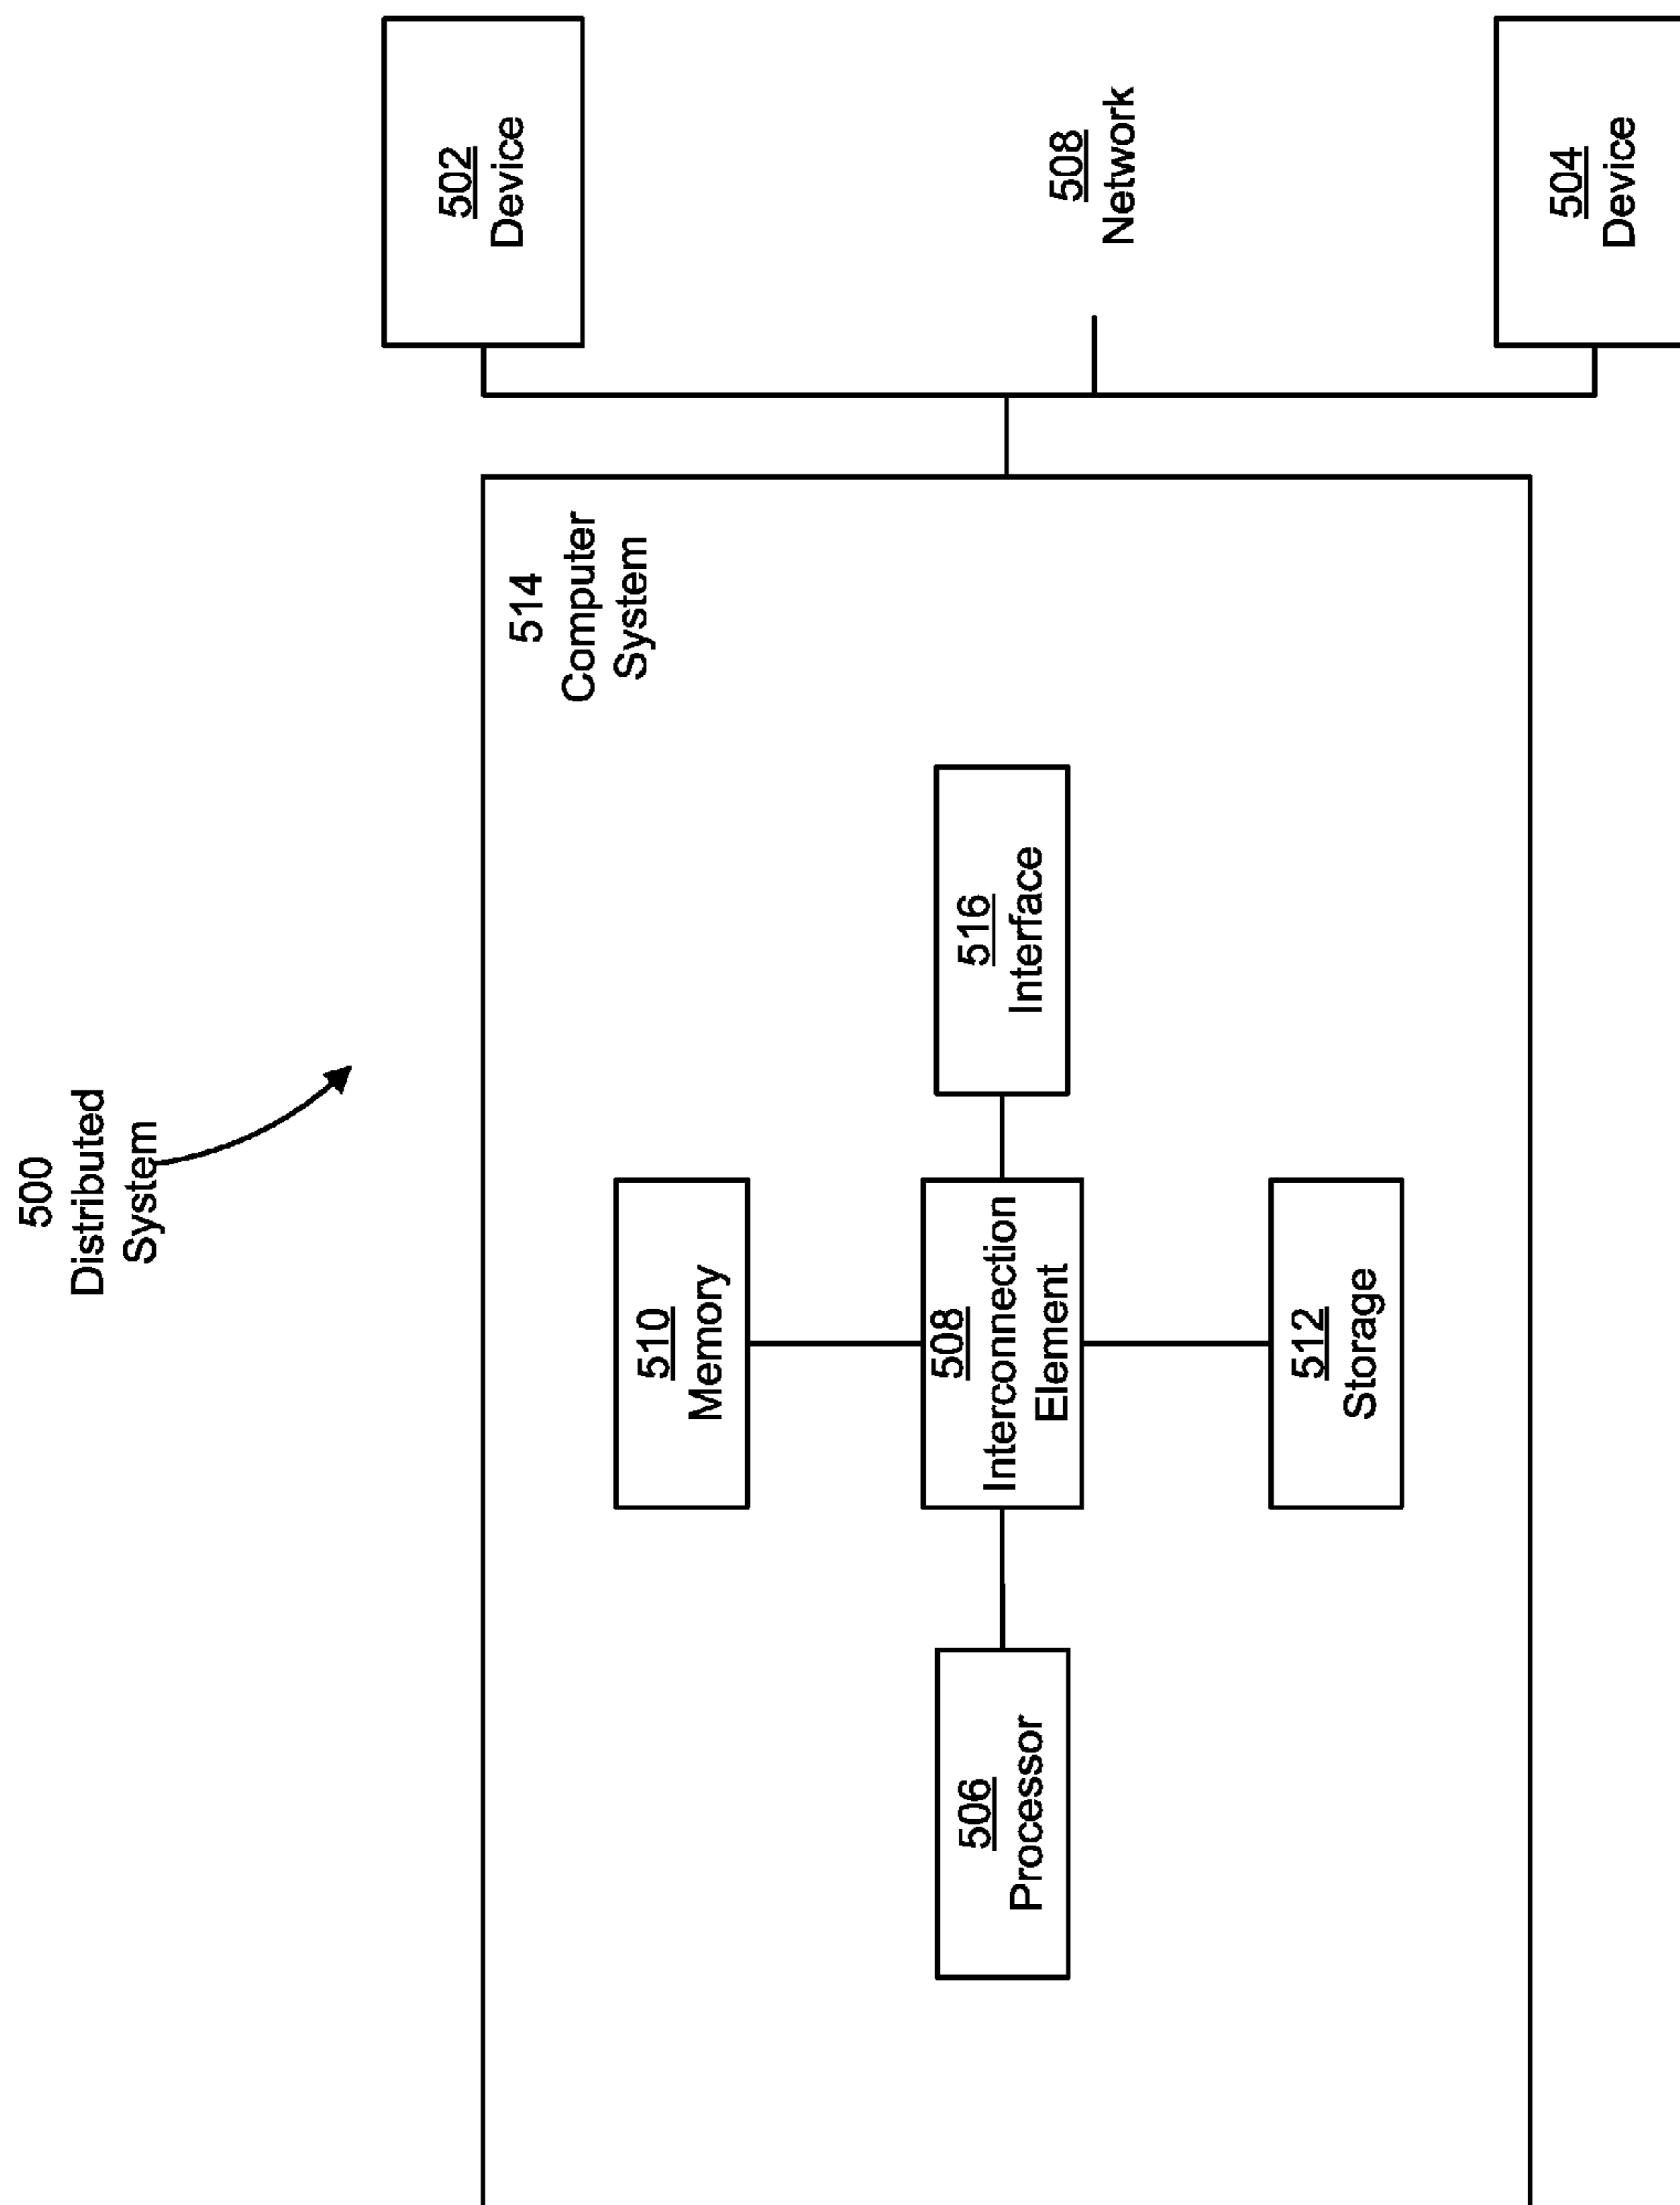 500
Distributed
System
514
Computer
System
510
Memory
506
Processor
508
Interconnection
Element
516
Interface
512
Storage
502
Device
508
Network
504
Device